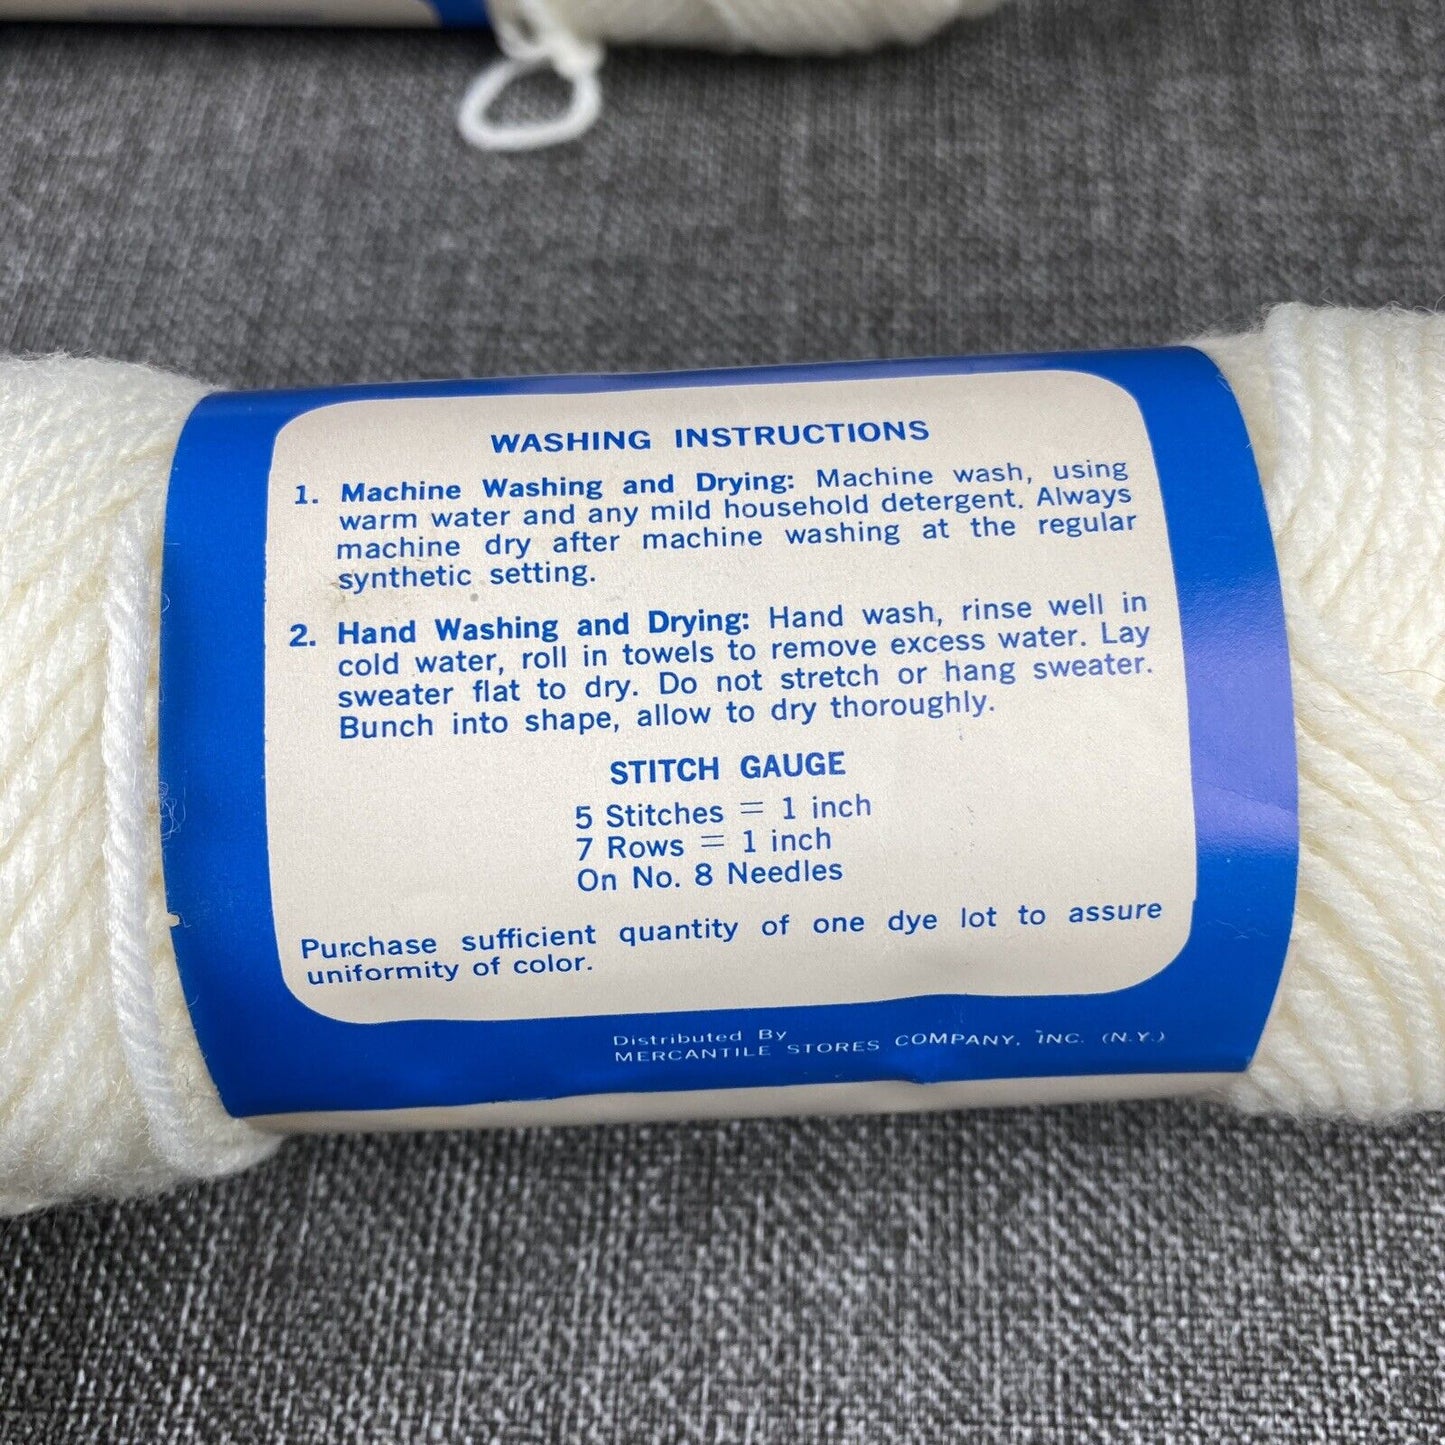 WASHING INSTRUCTIONS
1. Machine Washing and Drying: Machine wash, using
warm water and any mild household detergent. Always
machine dry after machine washing at the regular
synthetic setting.
2. Hand Washing and Drying: Hand wash, rinse well in
cold water, roll in towels to remove excess water. Lay
sweater flat to dry. Do not stretch or hang sweater.
Bunch into shape, allow to dry thoroughly.
STITCH GAUGE
5 Stitches = 1 inch
7 Rows = 1 inch
On No. 8 Needles
Purchase sufficient quantity of one dye lot to assure
uniformity of color.
Distributed By
MERCANTILE STORES COMPANY, INC. (N.Y.)